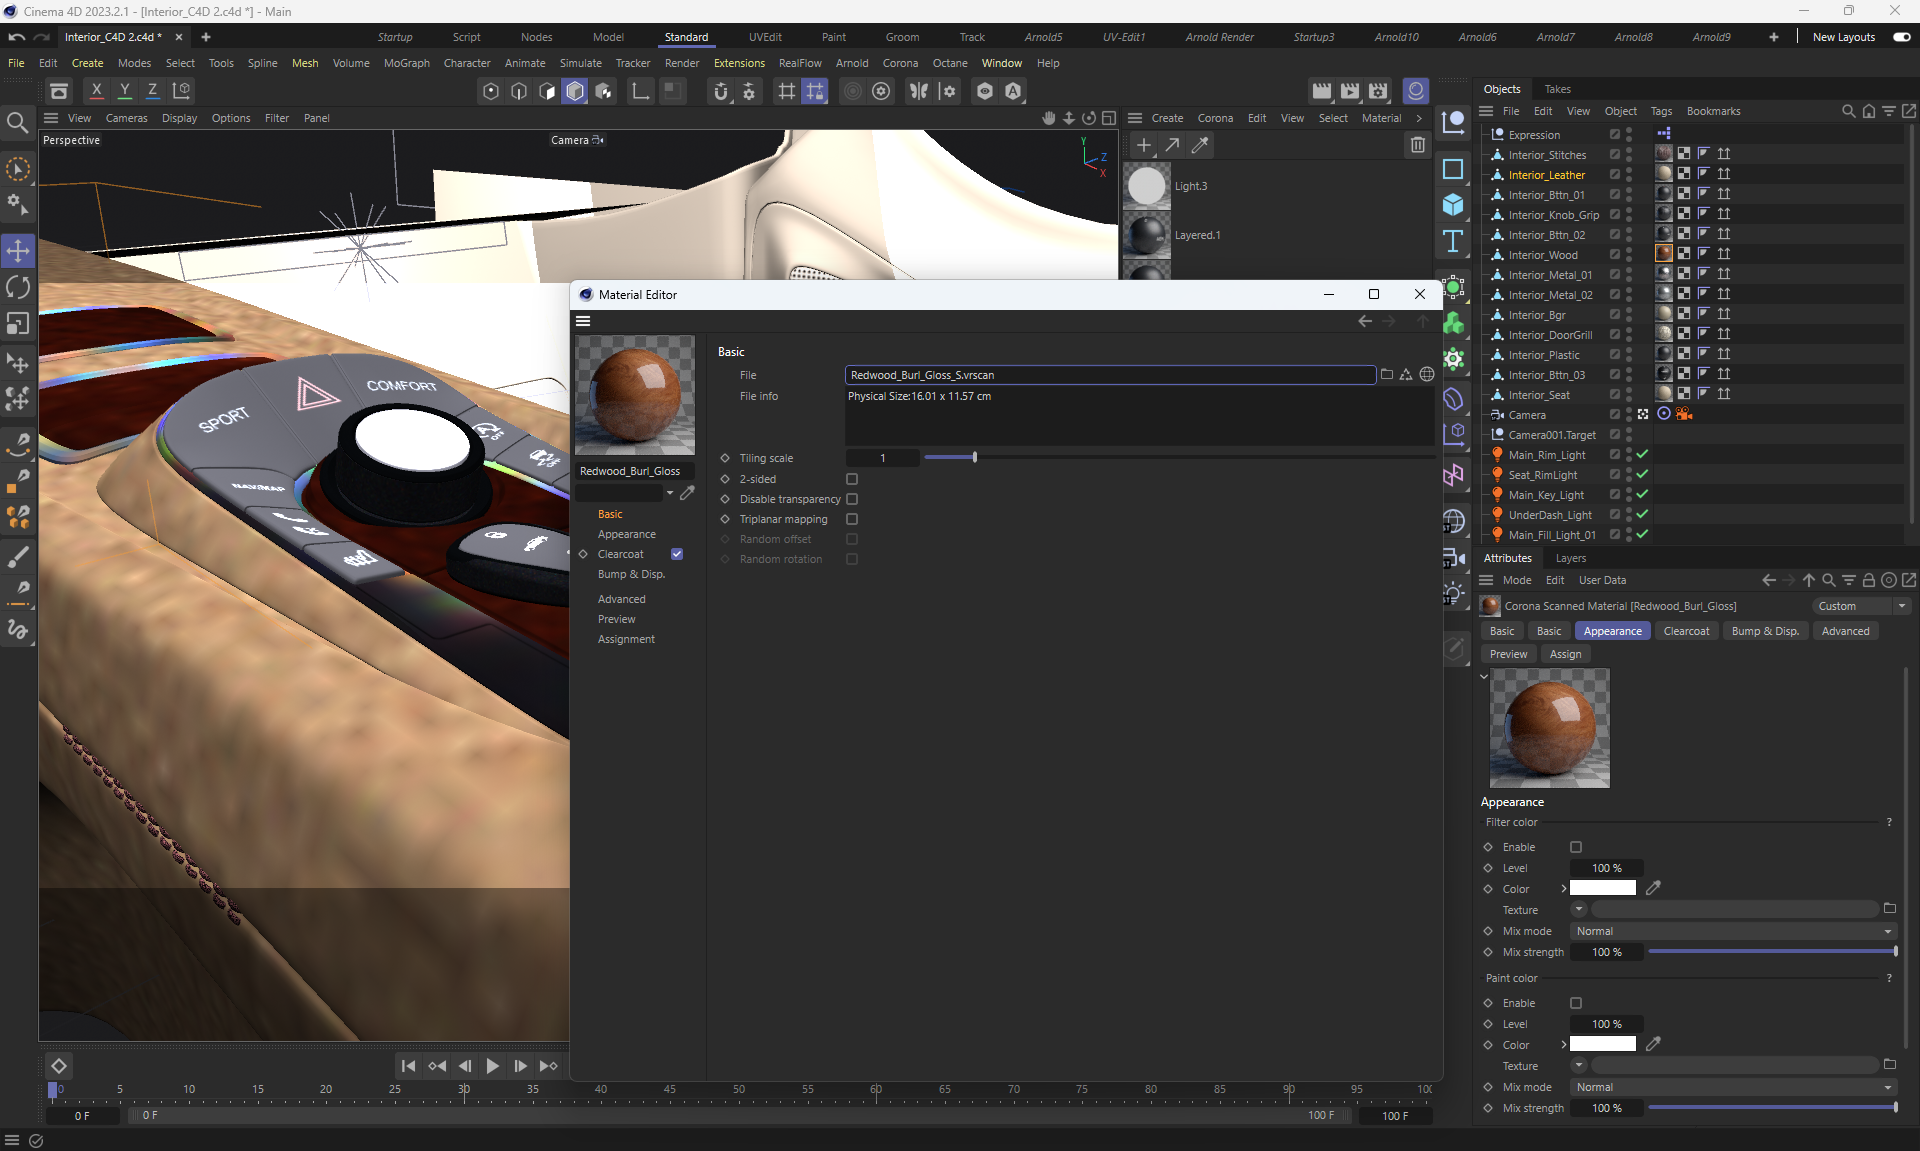 Cinema 4D 2023.2.1 - [Interior_C4D 2.c4d *] - Main
Interior_C4D 2.c4d *
Startup
Script
Nodes
Model
Standard
UVEdit
Paint
Groom
Track
Arnold5
UV-Edit1
Arnold Render
Startup3
Arnold10
Arnold6
Arnold7
Arnold8
Arnold9
New Layouts
File Edit Create Modes Select Tools Spline Mesh Volume MoGraph Character Animate Simulate Tracker Render Extensions RealFlow Arnold Corona Octane Window Help
X Y Z
View Cameras Display Options Filter Panel
Perspective
Camera
Y
Z
X
SPORT
COMFORT
OFF
NAV/MAP
Create Corona Edit View Select Material
Light.3
Layered.1
Material Editor
Redwood_Burl_Gloss
Basic
Appearance
Clearcoat
Bump & Disp.
Advanced
Preview
Assignment
Basic
File Redwood_Burl_Gloss_S.vrscan
File info Physical Size:16.01 x 11.57 cm
Tiling scale 1
2-sided
Disable transparency
Triplanar mapping
Random offset
Random rotation
Objects Takes
File Edit View Object Tags Bookmarks
Expression
Interior_Stitches
Interior_Leather
Interior_Bttn_01
Interior_Knob_Grip
Interior_Bttn_02
Interior_Wood
Interior_Metal_01
Interior_Metal_02
Interior_Bgr
Interior_DoorGrill
Interior_Plastic
Interior_Bttn_03
Interior_Seat
Camera
Camera001.Target
Main_Rim_Light
Seat_RimLight
Main_Key_Light
UnderDash_Light
Main_Fill_Light_01
Attributes Layers
Mode Edit User Data
Corona Scanned Material [Redwood_Burl_Gloss]
Custom
Basic Basic Appearance Clearcoat Bump & Disp. Advanced
Preview Assign
Appearance
Filter color ?
Enable
Level 100 %
Color
Texture
Mix mode Normal
Mix strength 100 %
Paint color ?
Enable
Level 100 %
Color
Texture
Mix mode Normal
Mix strength 100 %
0 5 10 15 20 25 30 35 40 45 50 55 60 65 70 75 80 85 90 95 100
0 F
0 F
100 F
100 F